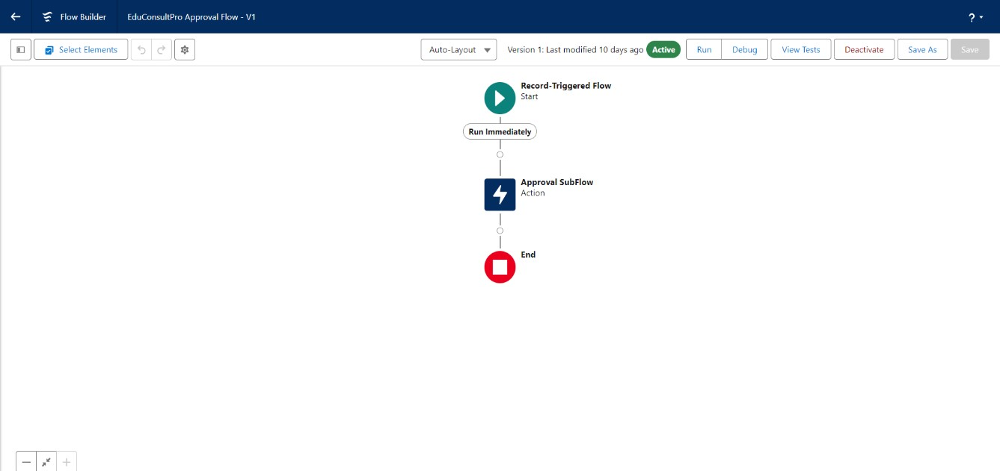 Flow Builder
EduConsultPro Approval Flow - V1
?
Select Elements
Auto-Layout
Version 1: Last modified 10 days ago
Active
Run
Debug
View Tests
Deactivate
Save As
Save
Record-Triggered Flow
Start
Run Immediately
Approval SubFlow
Action
End